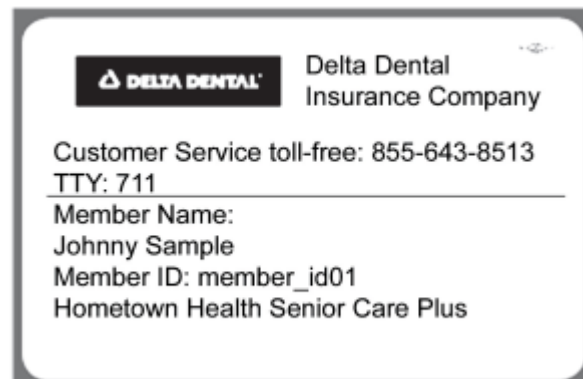 DELTA DENTAL®
Delta Dental
Insurance Company
Customer Service toll-free: 855-643-8513
TTY: 711
Member Name:
Johnny Sample
Member ID: member_id01
Hometown Health Senior Care Plus